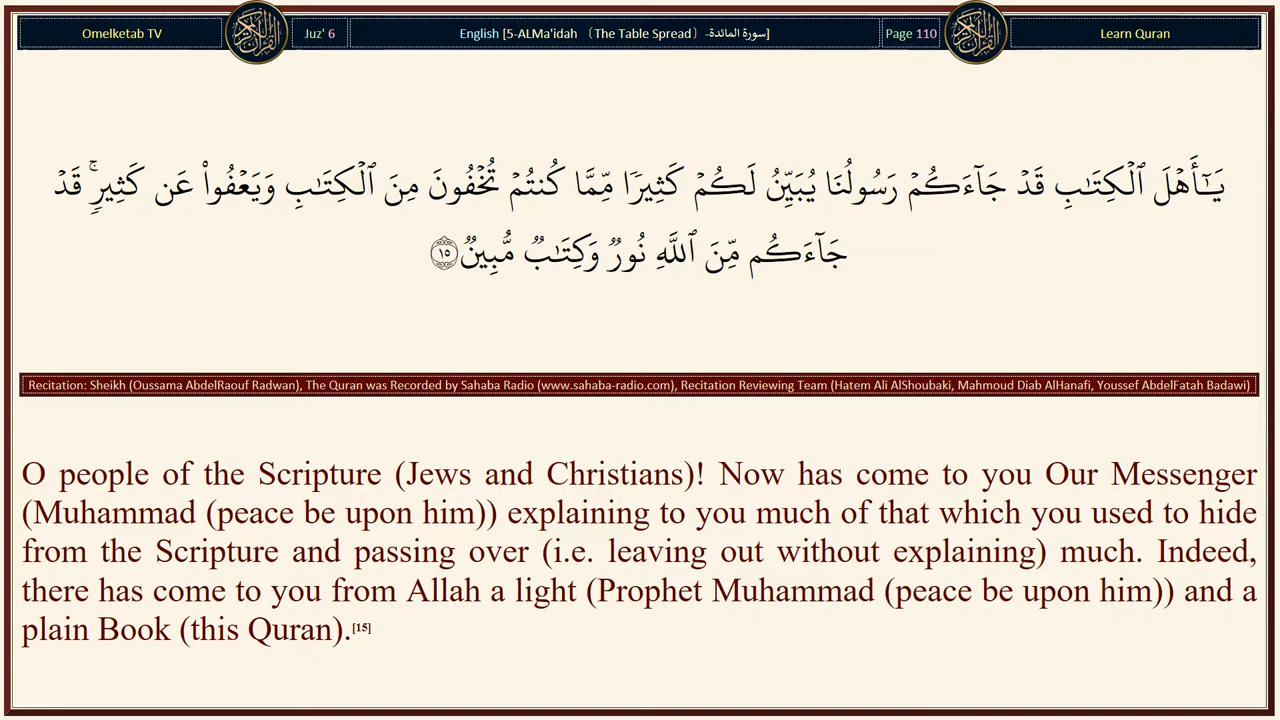 Omelketab TV
Juz' 6
English [5-ALMa'idah (The Table Spread) -سورة المائدة]
Page 110
Learn Quran
يَـٰٓأَهْلَ ٱلْكِتَـٰبِ قَدْ جَآءَكُمْ رَسُولُنَا يُبَيِّنُ لَكُمْ كَثِيرًا مِّمَّا كُنتُمْ تُخْفُونَ مِنَ ٱلْكِتَـٰبِ وَيَعْفُوا۟ عَن كَثِيرٍ ۚ قَدْ
جَآءَكُم مِّنَ ٱللَّهِ نُورٌ وَكِتَـٰبٌ مُّبِينٌ ١٥
Recitation: Sheikh (Oussama AbdelRaouf Radwan), The Quran was Recorded by Sahaba Radio (www.sahaba-radio.com), Recitation Reviewing Team (Hatem Ali AlShoubaki, Mahmoud Diab AlHanafi, Youssef AbdelFatah Badawi)
O people of the Scripture (Jews and Christians)! Now has come to you Our Messenger
(Muhammad (peace be upon him)) explaining to you much of that which you used to hide
from the Scripture and passing over (i.e. leaving out without explaining) much. Indeed,
there has come to you from Allah a light (Prophet Muhammad (peace be upon him)) and a
plain Book (this Quran).[15]